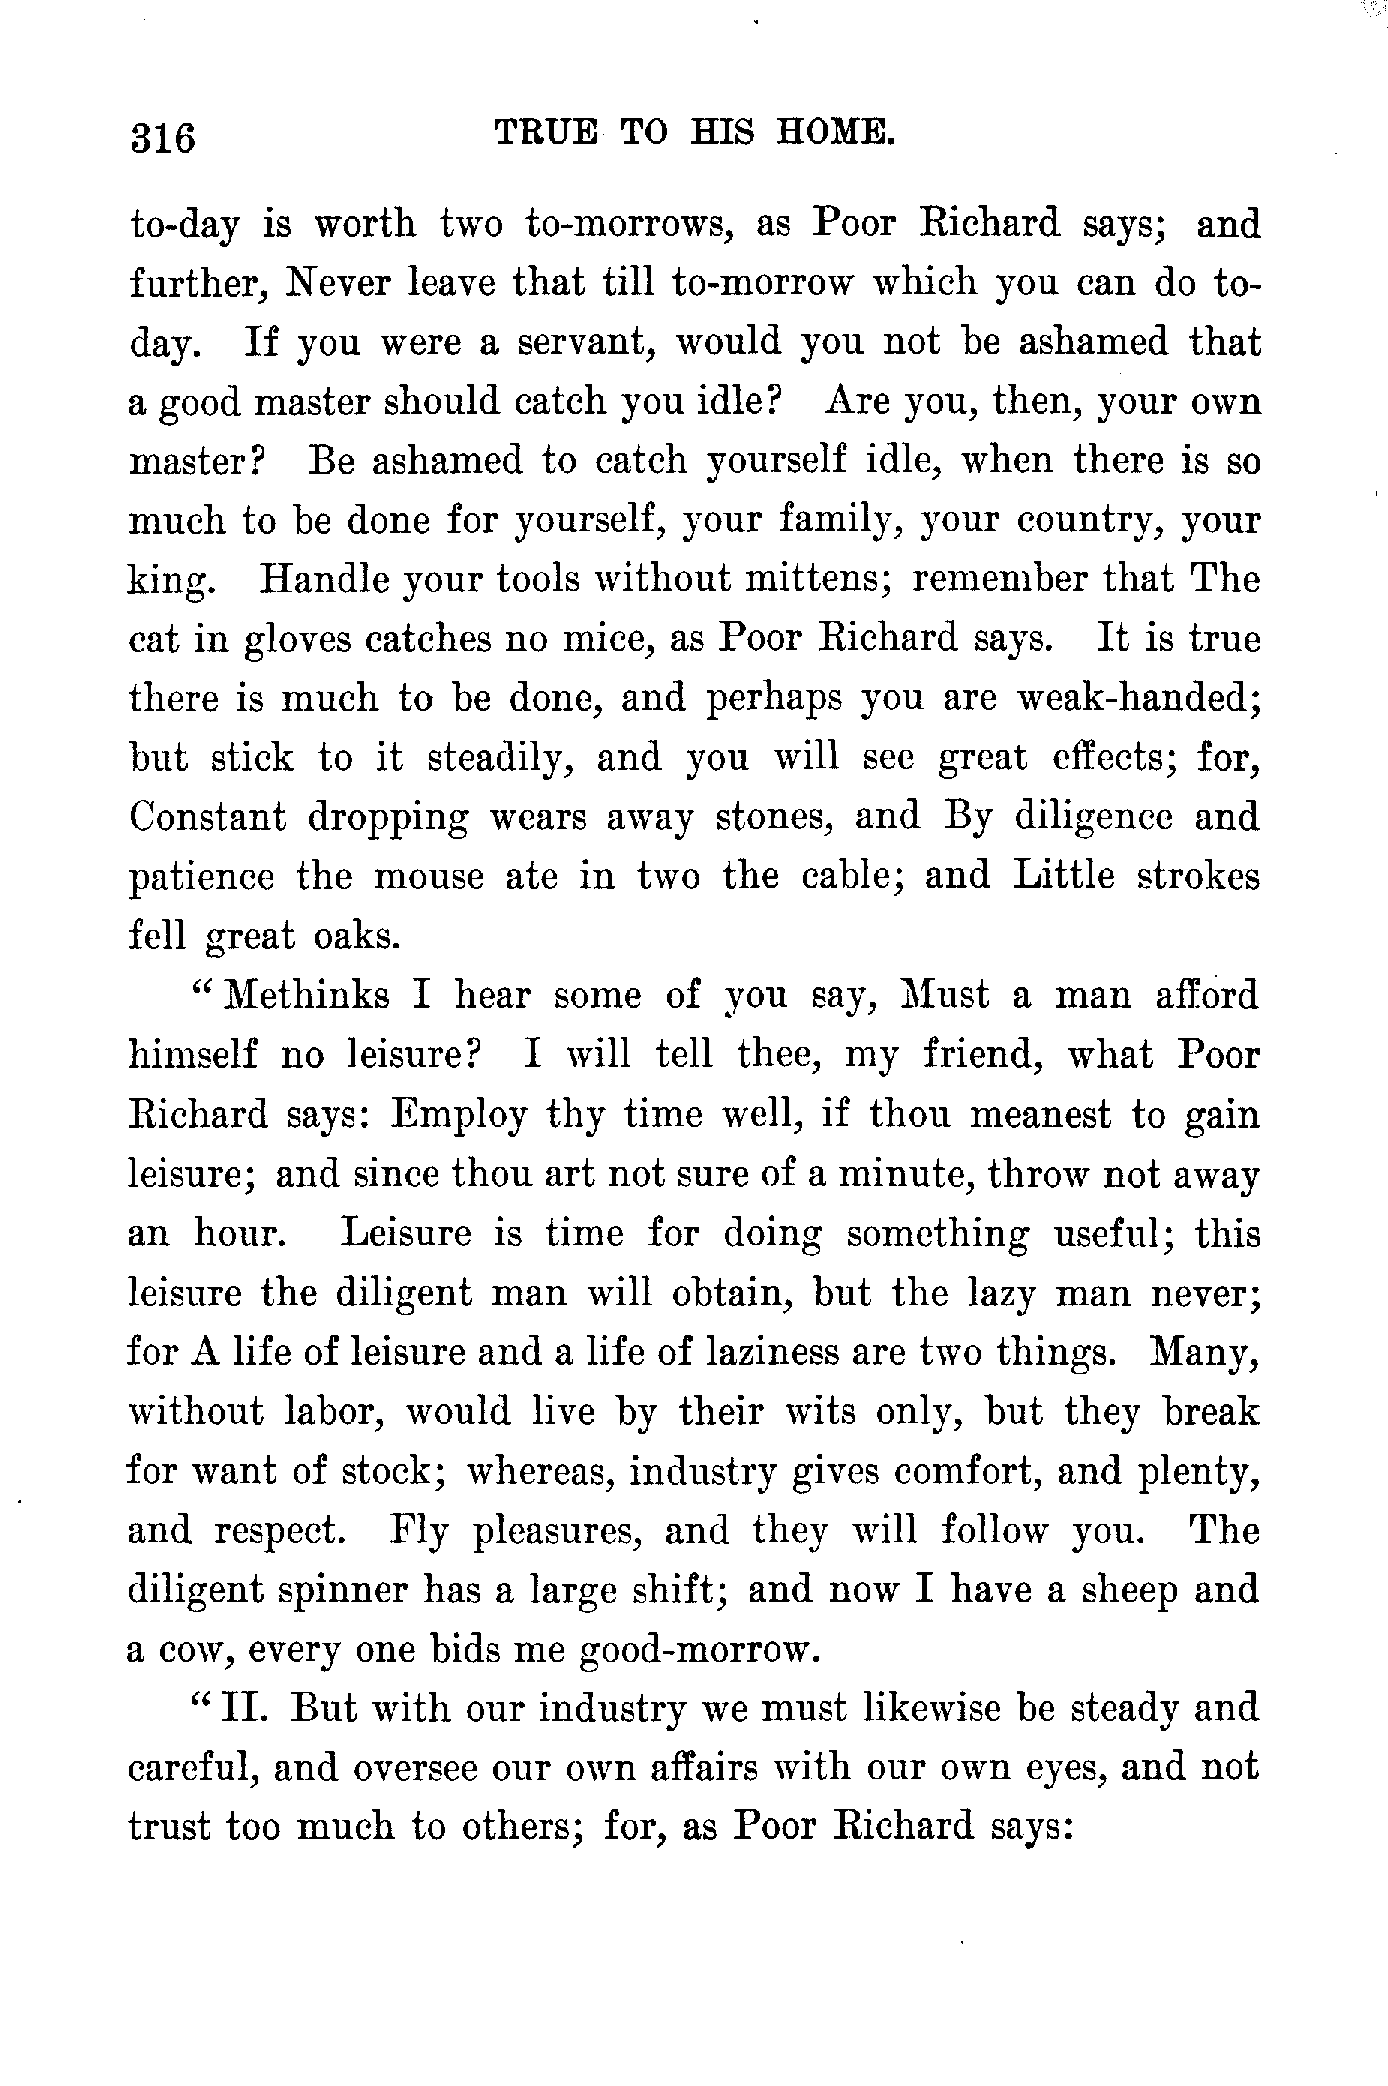 316 TRUE TO HIS HOME.
to-day is worth two to-morrows, as Poor Richard says; and
further, Never leave that till to-morrow which you can do to-
day. If you were a servant, would you not be ashamed that
a good master should catch you idle? Are you, then, your own
master? Be ashamed to catch yourself idle, when there is so
much to be done for yourself, your family, your country, your
king. Handle your tools without mittens; remember that The
cat in gloves catches no mice, as Poor Richard says. It is true
there is much to be done, and perhaps you are weak-handed;
but stick to it steadily, and you will see great effects; for,
Constant dropping wears away stones, and By diligence and
patience the mouse ate in two the cable; and Little strokes
fell great oaks.
“Methinks I hear some of you say, Must a man afford
himself no leisure? I will tell thee, my friend, what Poor
Richard says: Employ thy time well, if thou meanest to gain
leisure; and since thou art not sure of a minute, throw not away
an hour. Leisure is time for doing something useful; this
leisure the diligent man will obtain, but the lazy man never;
for A life of leisure and a life of laziness are two things. Many,
without labor, would live by their wits only, but they break
for want of stock; whereas, industry gives comfort, and plenty,
and respect. Fly pleasures, and they will follow you. The
diligent spinner has a large shift; and now I have a sheep and
a cow, every one bids me good-morrow.
“II. But with our industry we must likewise be steady and
careful, and oversee our own affairs with our own eyes, and not
trust too much to others; for, as Poor Richard says: